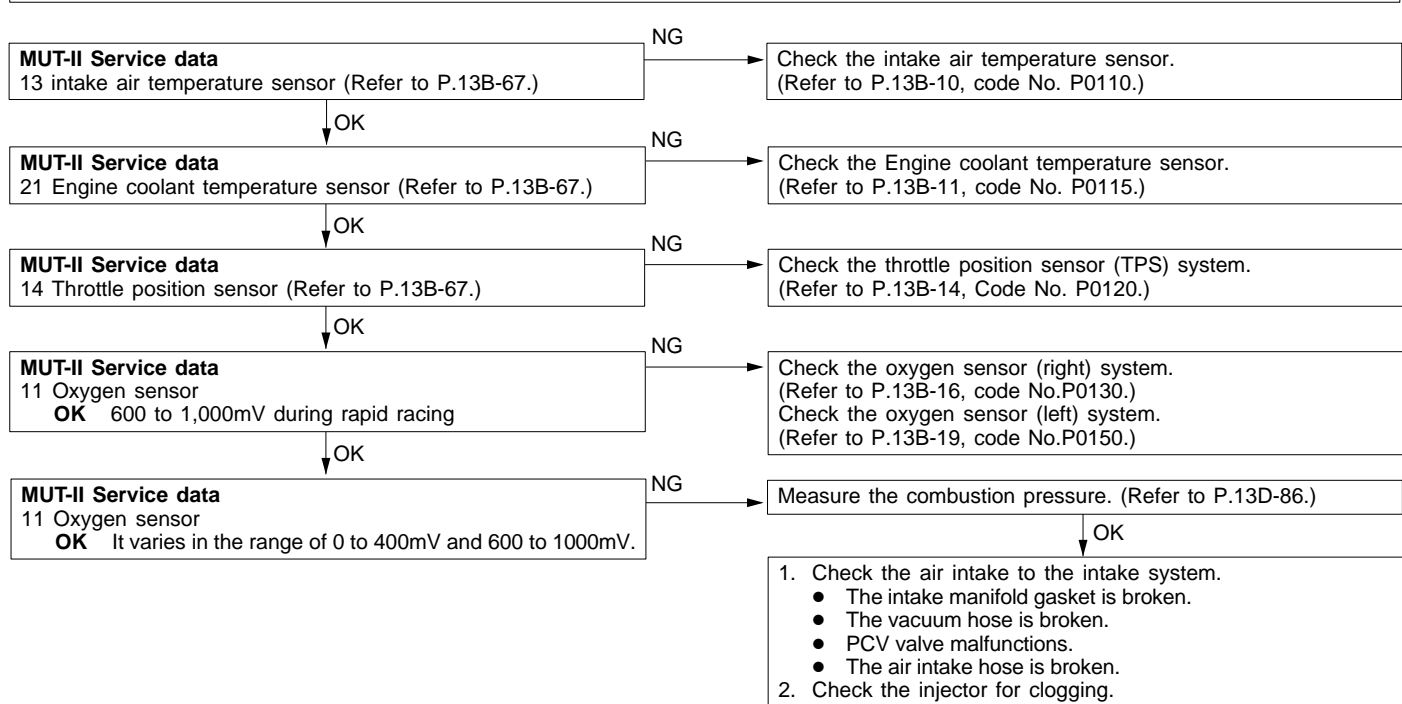 NG
MUT-II Service data
13 intake air temperature sensor (Refer to P.13B-67.)
Check the intake air temperature sensor.
(Refer to P.13B-10, code No. P0110.)
OK
NG
MUT-II Service data
21 Engine coolant temperature sensor (Refer to P.13B-67.)
Check the Engine coolant temperature sensor.
(Refer to P.13B-11, code No. P0115.)
OK
NG
MUT-II Service data
14 Throttle position sensor (Refer to P.13B-67.)
Check the throttle position sensor (TPS) system.
(Refer to P.13B-14, Code No. P0120.)
OK
NG
MUT-II Service data
11 Oxygen sensor
OK 600 to 1,000mV during rapid racing
Check the oxygen sensor (right) system.
(Refer to P.13B-16, code No.P0130.)
Check the oxygen sensor (left) system.
(Refer to P.13B-19, code No.P0150.)
OK
NG
MUT-II Service data
11 Oxygen sensor
OK It varies in the range of 0 to 400mV and 600 to 1000mV.
Measure the combustion pressure. (Refer to P.13D-86.)
OK
1. Check the air intake to the intake system.
● The intake manifold gasket is broken.
● The vacuum hose is broken.
● PCV valve malfunctions.
● The air intake hose is broken.
2. Check the injector for clogging.